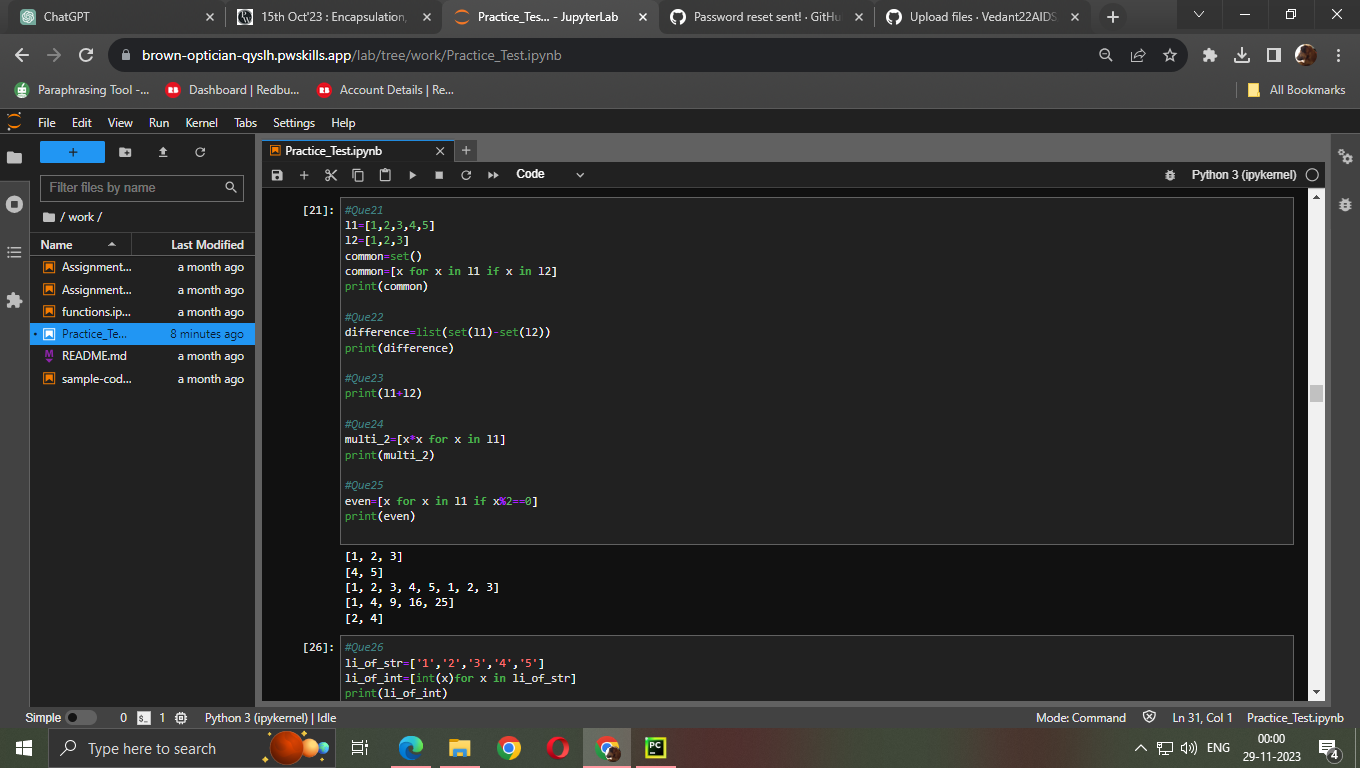 ChatGPT
15th Oct'23 : Encapsulation,
Practice_Tes... - JupyterLab
Password reset sent! · GitHu
Upload files · Vedant22AIDS
brown-optician-qyslh.pwskills.app/lab/tree/work/Practice_Test.ipynb
Paraphrasing Tool -...
Dashboard | Redbu...
Account Details | Re...
All Bookmarks
File Edit View Run Kernel Tabs Settings Help
Practice_Test.ipynb
Filter files by name
/ work /
Name Last Modified
Assignment... a month ago
Assignment... a month ago
functions.ip... a month ago
Practice_Te... 8 minutes ago
README.md a month ago
sample-cod... a month ago
Code
Python 3 (ipykernel)
[21]:
#Que21
l1=[1,2,3,4,5]
l2=[1,2,3]
common=set()
common=[x for x in l1 if x in l2]
print(common)
#Que22
difference=list(set(l1)-set(l2))
print(difference)
#Que23
print(l1+l2)
#Que24
multi_2=[x*x for x in l1]
print(multi_2)
#Que25
even=[x for x in l1 if x%2==0]
print(even)
[1, 2, 3]
[4, 5]
[1, 2, 3, 4, 5, 1, 2, 3]
[1, 4, 9, 16, 25]
[2, 4]
[26]:
#Que26
li_of_str=['1','2','3','4','5']
li_of_int=[int(x)for x in li_of_str]
print(li_of_int)
Simple 0 $_ 1 Python 3 (ipykernel) | Idle
Mode: Command Ln 31, Col 1 Practice_Test.ipynb
Type here to search
PC
ENG
00:00
29-11-2023
4